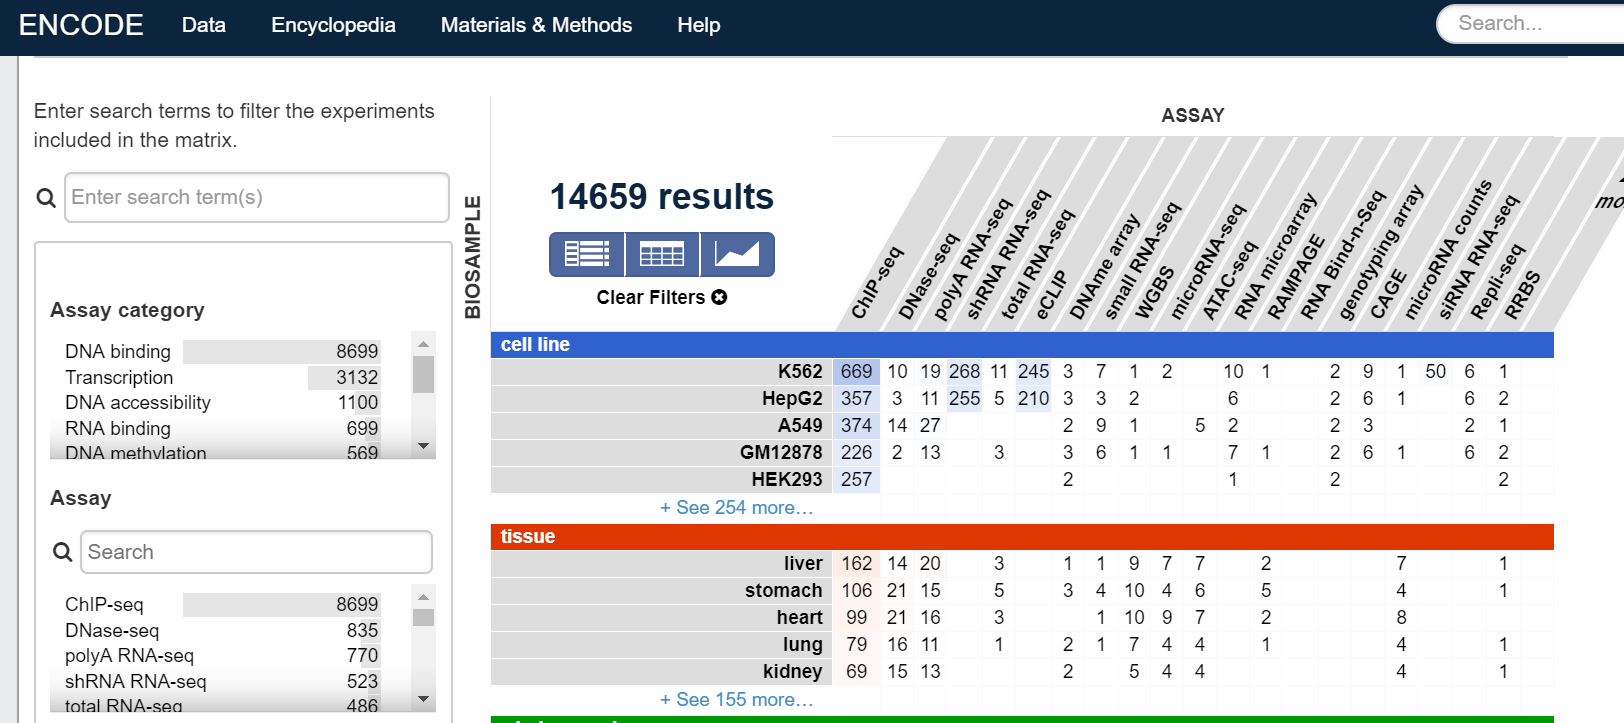 ENCODE Data Encyclopedia Materials & Methods Help Search...
Enter search terms to filter the experiments
included in the matrix.
Enter search term(s)
Assay category
DNA binding 8699
Transcription 3132
DNA accessibility 1100
RNA binding 699
DNA methylation 569
Assay
Search
ChIP-seq 8699
DNase-seq 835
polyA RNA-seq 770
shRNA RNA-seq 523
total RNA-seq 486
BIOSAMPLE
14659 results
Clear Filters
ASSAY
ChIP-seq
DNase-seq
polyA RNA-seq
shRNA RNA-seq
total RNA-seq
eCLIP
DNAme array
small RNA-seq
WGBS
microRNA-seq
ATAC-seq
RNA microarray
RAMPAGE
RNA Bind-n-Seq
genotyping array
CAGE
microRNA counts
siRNA RNA-seq
Repli-seq
RRBS
cell line
K562 669 10 19 268 11 245 3 7 1 2 10 1 2 9 1 50 6 1
HepG2 357 3 11 255 5 210 3 3 2 6 2 6 1 6 2
A549 374 14 27 2 9 1 5 2 2 3 2 1
GM12878 226 2 13 3 3 6 1 1 7 1 2 6 1 6 2
HEK293 257 2 1 2 2
+ See 254 more...
tissue
liver 162 14 20 3 1 1 9 7 7 2 7 1
stomach 106 21 15 5 3 4 10 4 6 5 4 1
heart 99 21 16 3 1 10 9 7 2 8
lung 79 16 11 1 2 1 7 4 4 1 4 1
kidney 69 15 13 2 5 4 4 4 1
+ See 155 more...